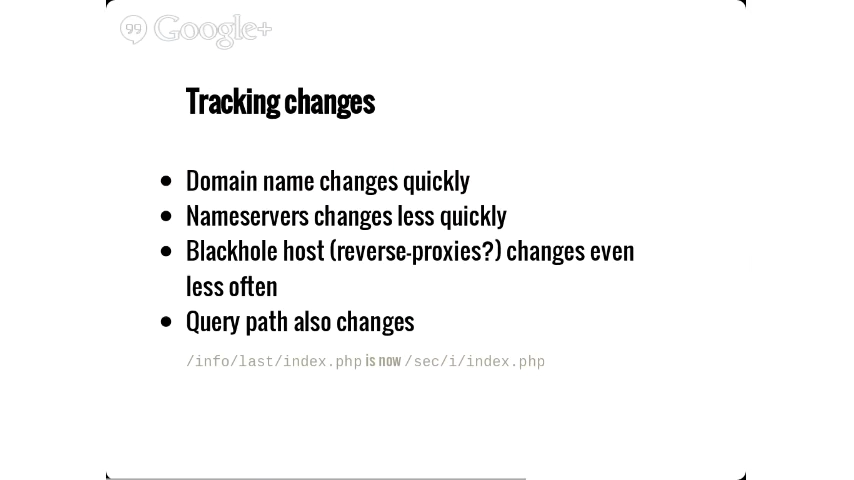 Google+
Tracking changes
Domain name changes quickly
Nameservers changes less quickly
Blackhole host (reverse-proxies?) changes even
less often
Query path also changes
/info/last/index.php is now /sec/i/index.php